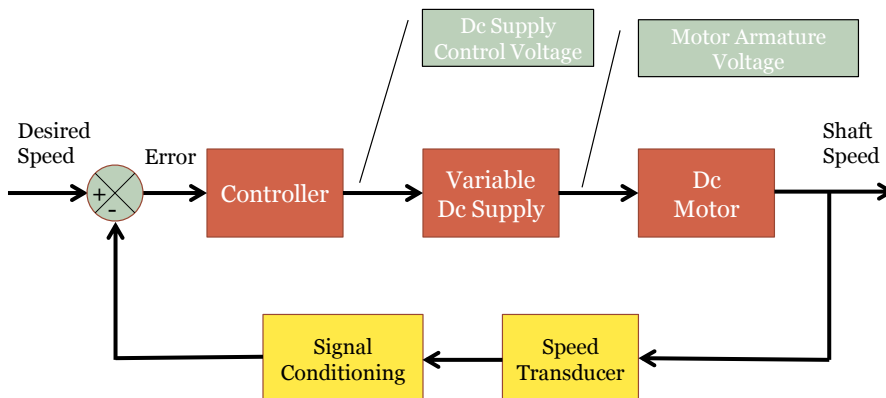 Dc Supply
Control Voltage
Motor Armature
Voltage
Desired
Speed
Error
Shaft
Speed
+
-
Controller
Variable
Dc Supply
Dc
Motor
Signal
Conditioning
Speed
Transducer